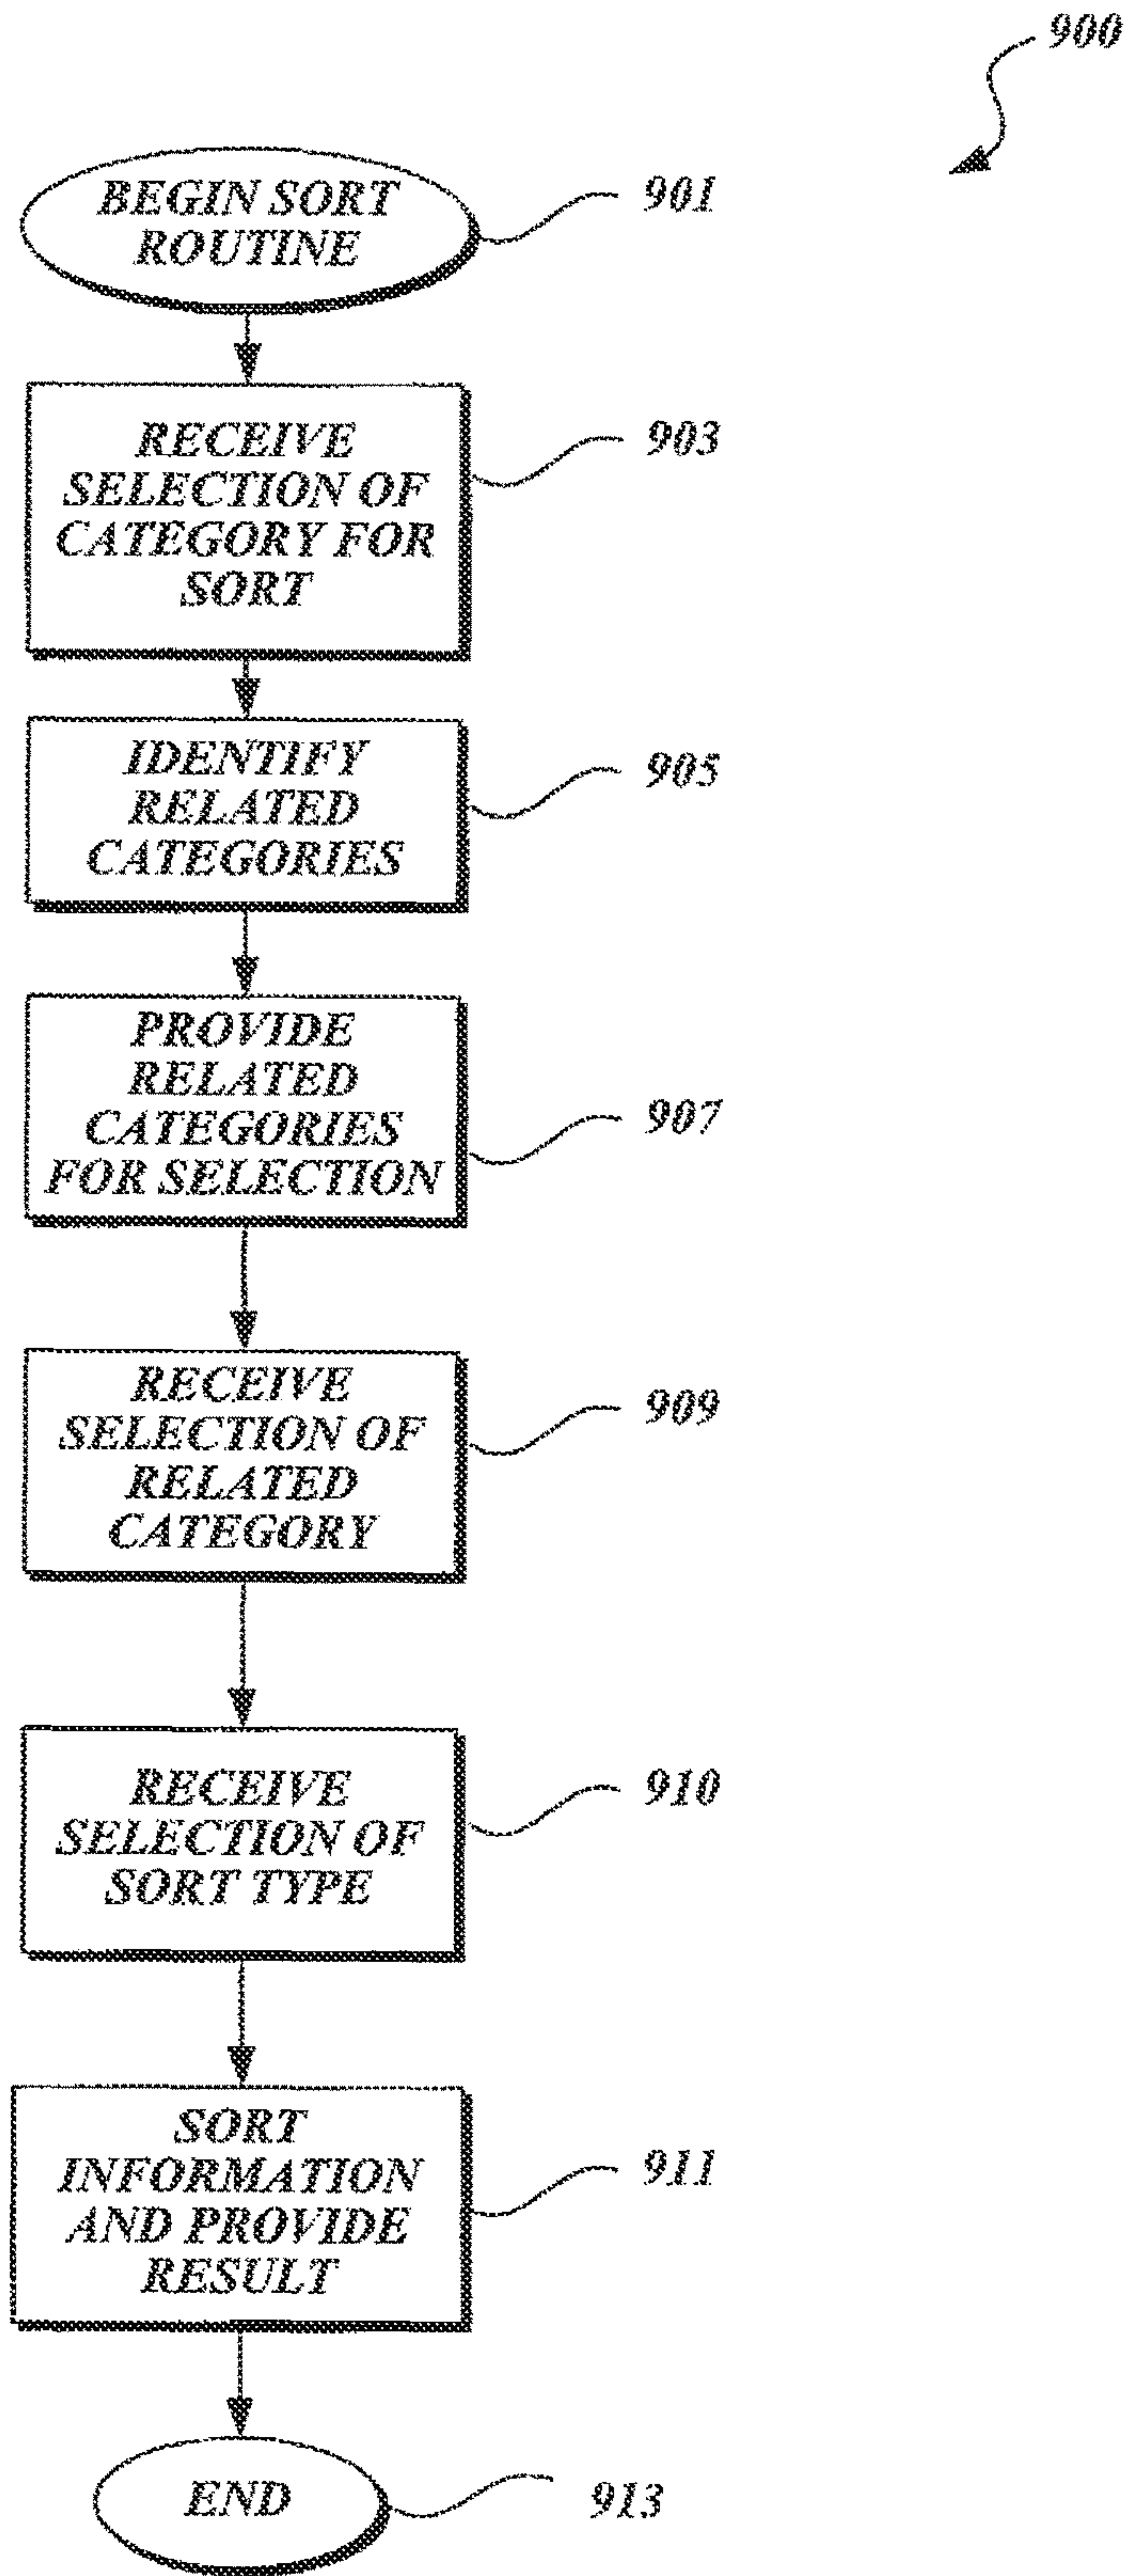 900
BEGIN SORT
ROUTINE
901
RECEIVE
SELECTION OF
CATEGORY FOR
SORT
903
IDENTIFY
RELATED
CATEGORIES
905
PROVIDE
RELATED
CATEGORIES
FOR SELECTION
907
RECEIVE
SELECTION OF
RELATED
CATEGORY
909
RECEIVE
SELECTION OF
SORT TYPE
910
SORT
INFORMATION
AND PROVIDE
RESULT
911
END
913